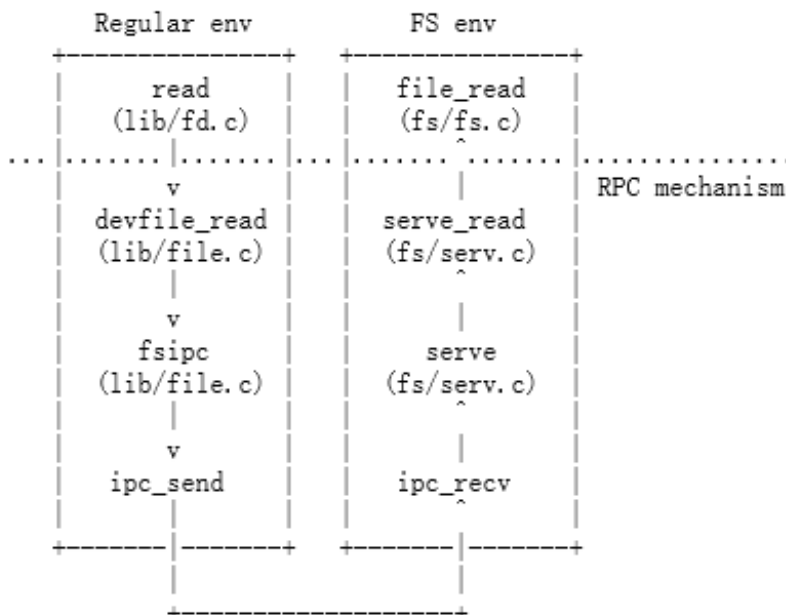 Regular env FS env
read file_read
(lib/fd.c) (fs/fs.c)
RPC mechanism
devfile_read serve_read
(lib/file.c) (fs/serv.c)
fsipc serve
(lib/file.c) (fs/serv.c)
ipc_send ipc_recv